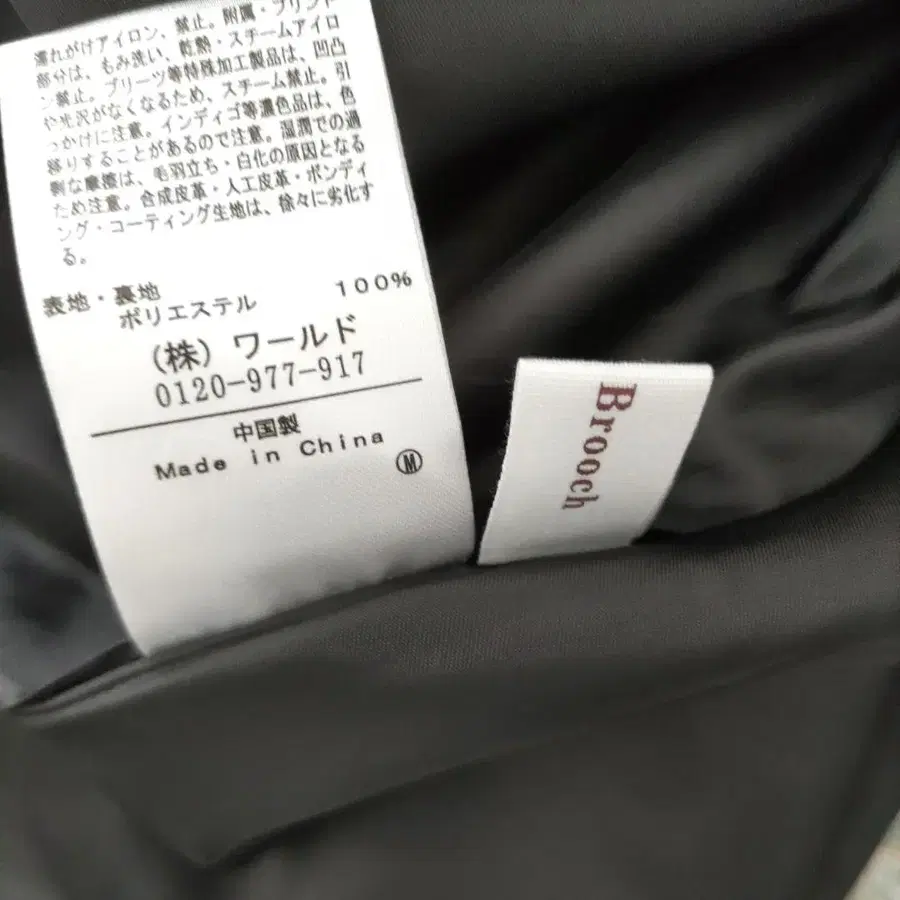 濡れがけアイロン、禁止。附属・プリント
部分は、もみ洗い、乾熱・スチームアイロ
ン禁止。プリーツ等特殊加工製品は、凹凸
や光沢がなくなるため、スチーム禁止。引
っかけに注意。インディゴ等濃色品は、色
移りすることがあるので注意。湿潤での過
剰な摩擦は、毛羽立ち・白化の原因となる
ため注意。合成皮革・人工皮革・ボンディ
ング・コーティング生地は、徐々に劣化す
る。
表地・裏地
ポリエステル 100%
(株)ワールド
0120-977-917
中国製
Made in China
Ⓜ
Brooch